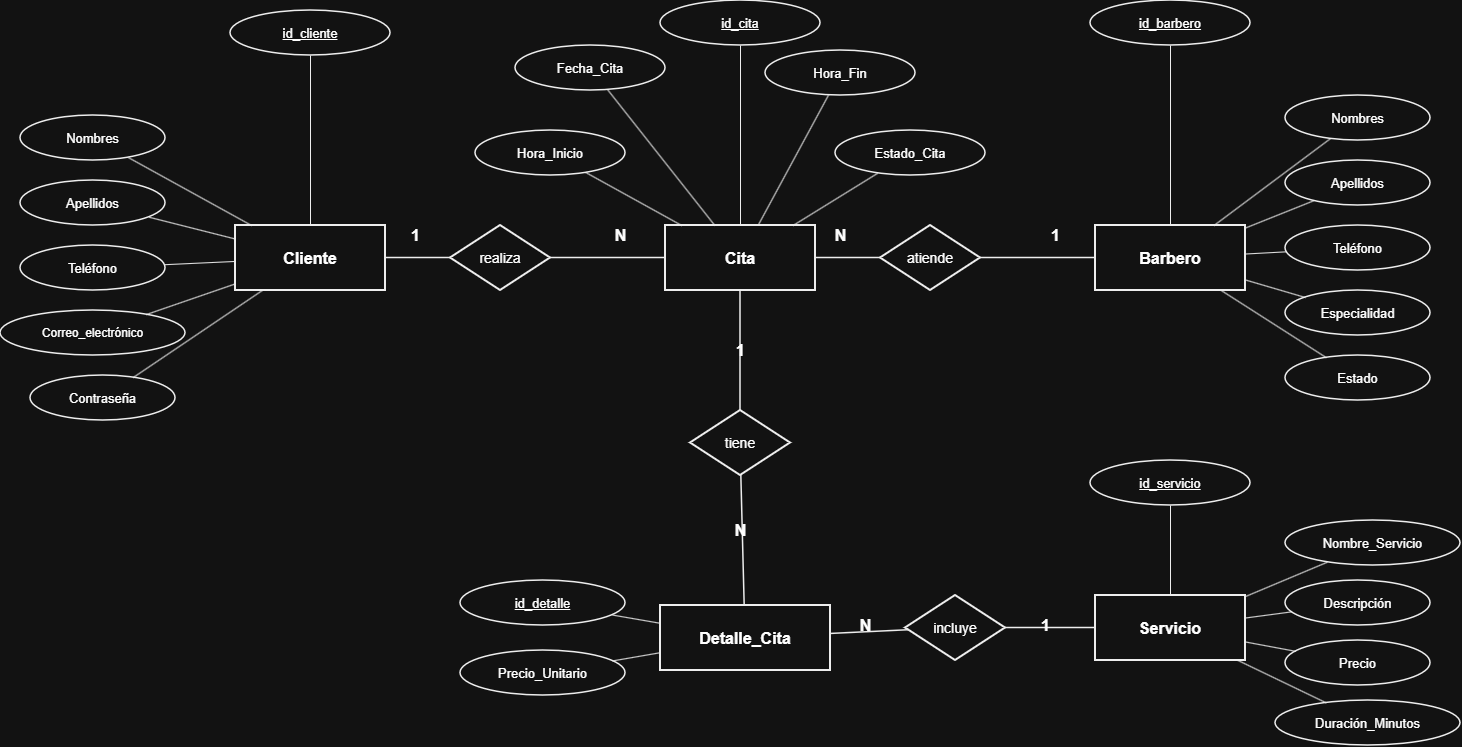 id_cita
id_barbero
id_cliente
Fecha_Cita
Hora_Fin
Nombres
Nombres
Hora_Inicio
Estado_Cita
Apellidos
Apellidos
1
N
N
1
Teléfono
Cliente
realiza
Cita
atiende
Barbero
Teléfono
Especialidad
Correo_electrónico
1
Estado
Contraseña
tiene
id_servicio
N
Nombre_Servicio
id_detalle
Descripción
N
incluye
1
Servicio
Detalle_Cita
Precio
Precio_Unitario
Duración_Minutos